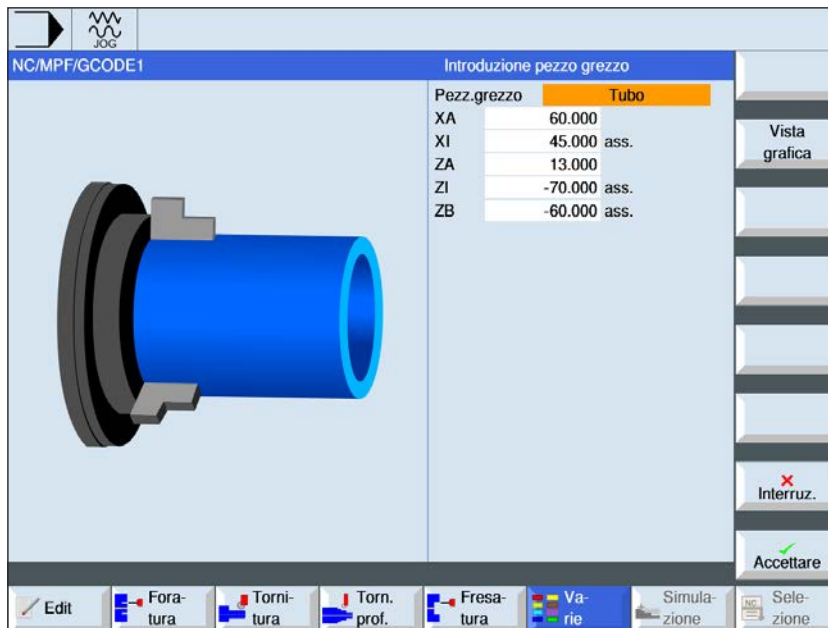 JOG
NC/MPF/GCODE1
Introduzione pezzo grezzo
Pezz.grezzo Tubo
XA 60.000
XI 45.000 ass.
ZA 13.000
ZI -70.000 ass.
ZB -60.000 ass.
Vista
grafica
Interruz.
Accettare
Edit
Fora-
tura
Torni-
tura
Torn.
prof.
Fresa-
tura
Va-
rie
Simula-
zione
NC
Sele-
zione